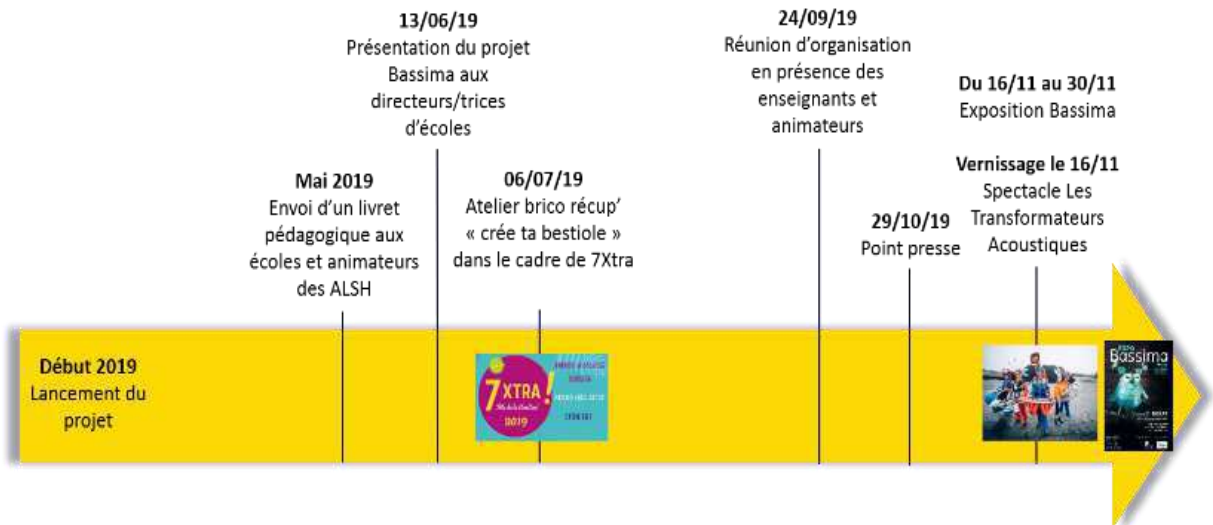 Début 2019
Lancement du
projet
Mai 2019
Envoi d'un livret
pédagogique aux
écoles et animateurs
des ALSH
13/06/19
Présentation du projet
Bassima aux
directeurs/trices
d'écoles
06/07/19
Atelier brico récup'
« crée ta bestiole »
dans le cadre de 7Xtra
7 XTRA !
2019
24/09/19
Réunion d'organisation
en présence des
enseignants et
animateurs
29/10/19
Point presse
Du 16/11 au 30/11
Exposition Bassima
Vernissage le 16/11
Spectacle Les
Transformateurs
Acoustiques
EXPO
Bassima